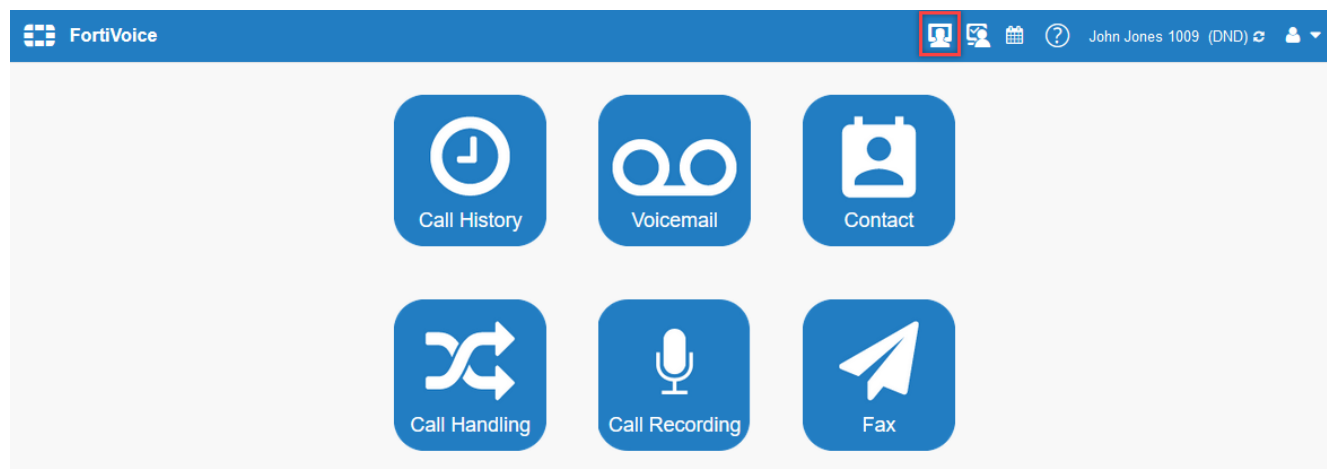 FortiVoice
John Jones 1009 (DND)
Call History
Voicemail
Contact
Call Handling
Call Recording
Fax